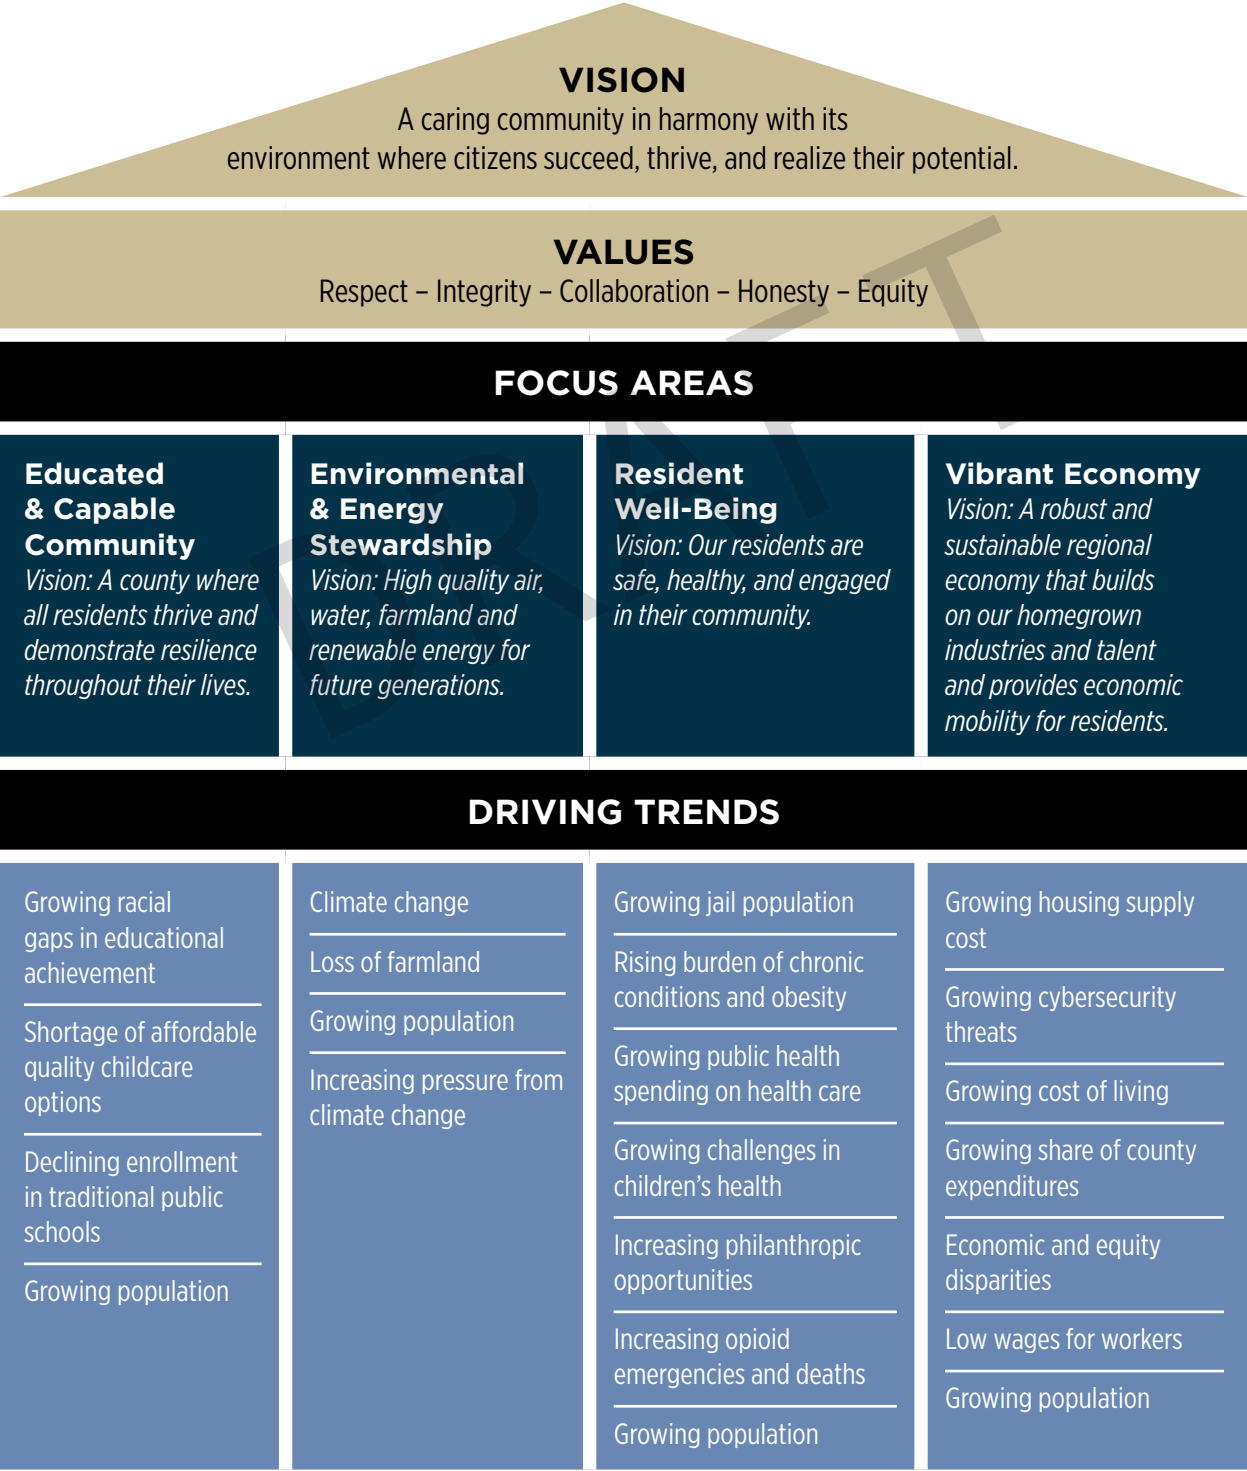 VISION
A caring community in harmony with its
environment where citizens succeed, thrive, and realize their potential.
VALUES
Respect – Integrity – Collaboration – Honesty – Equity
DRAFT
FOCUS AREAS
Educated
& Capable
Community
Vision: A county where
all residents thrive and
demonstrate resilience
throughout their lives.
Environmental
& Energy
Stewardship
Vision: High quality air,
water, farmland and
renewable energy for
future generations.
Resident
Well-Being
Vision: Our residents are
safe, healthy, and engaged
in their community.
Vibrant Economy
Vision: A robust and
sustainable regional
economy that builds
on our homegrown
industries and talent
and provides economic
mobility for residents.
DRIVING TRENDS
Growing racial
gaps in educational
achievement
Shortage of affordable
quality childcare
options
Declining enrollment
in traditional public
schools
Growing population
Climate change
Loss of farmland
Growing population
Increasing pressure from
climate change
Growing jail population
Rising burden of chronic
conditions and obesity
Growing public health
spending on health care
Growing challenges in
children’s health
Increasing philanthropic
opportunities
Increasing opioid
emergencies and deaths
Growing population
Growing housing supply
cost
Growing cybersecurity
threats
Growing cost of living
Growing share of county
expenditures
Economic and equity
disparities
Low wages for workers
Growing population